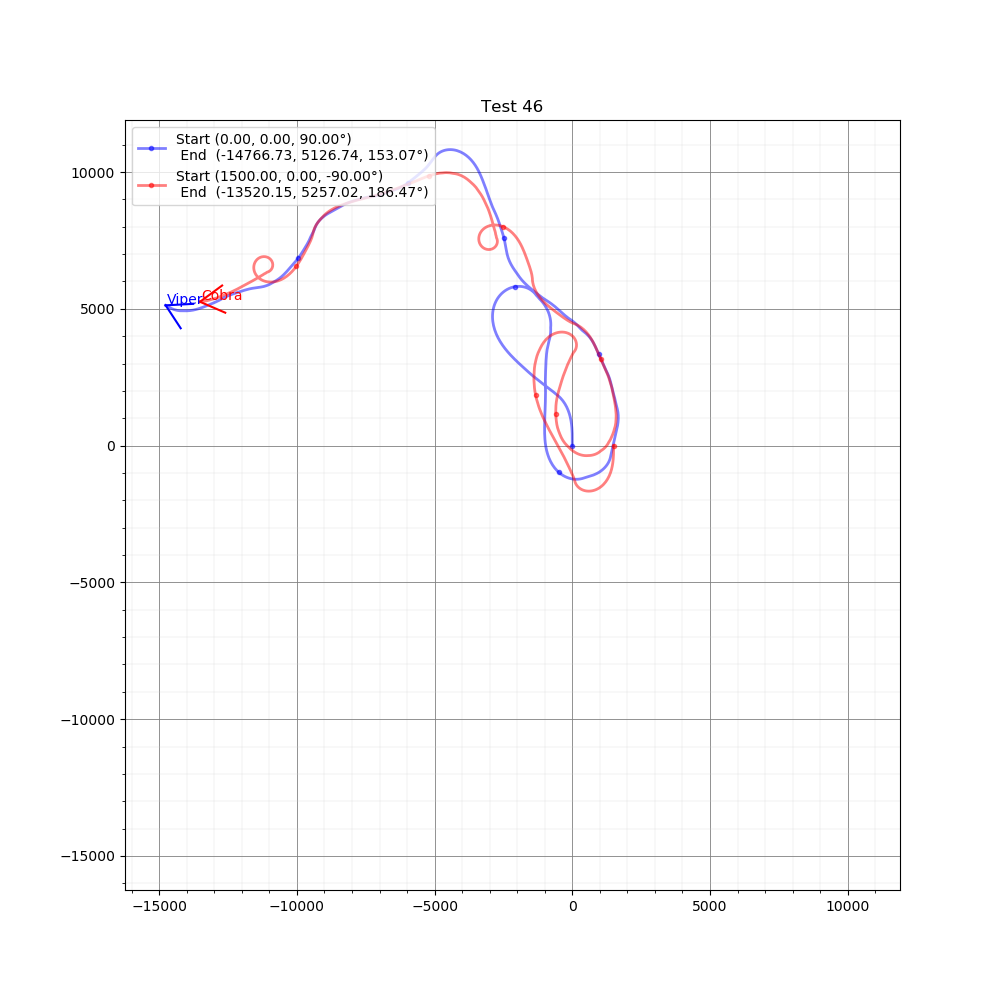 Test 46
Start (0.00, 0.00, 90.00°)
End  (-14766.73, 5126.74, 153.07°)
Start (1500.00, 0.00, -90.00°)
End  (-13520.15, 5257.02, 186.47°)
10000
5000
0
−5000
−10000
−15000
Viper
Cobra
−15000 −10000 −5000 0 5000 10000